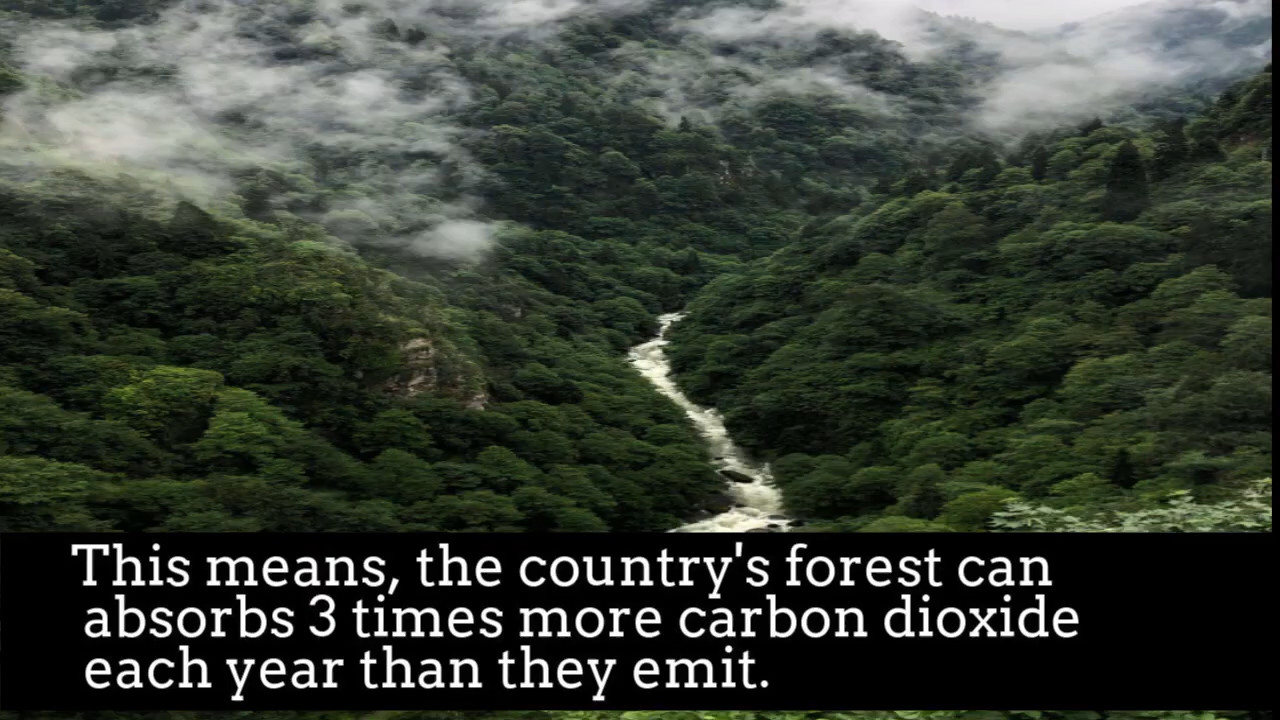 This means, the country's forest can
absorbs 3 times more carbon dioxide
each year than they emit.